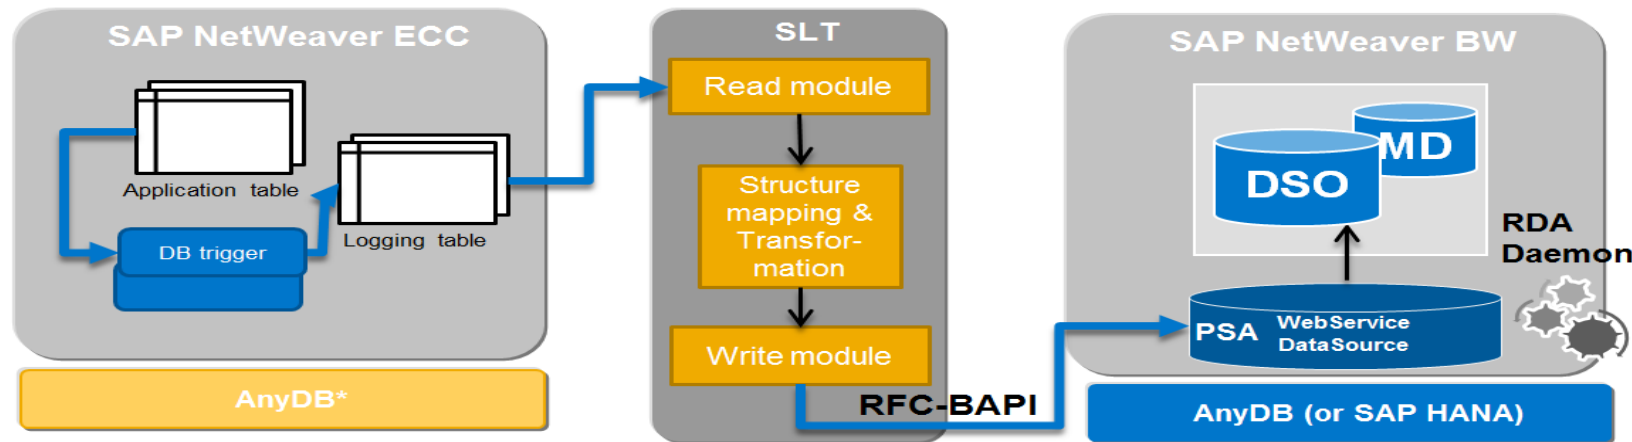 SAP NetWeaver ECC
Application table
DB trigger
Logging table
AnyDB*
SLT
Read module
Structure
mapping &
Transfor-
mation
Write module
RFC-BAPI
SAP NetWeaver BW
MD
DSO
RDA
Daemon
PSA
WebService
DataSource
AnyDB (or SAP HANA)